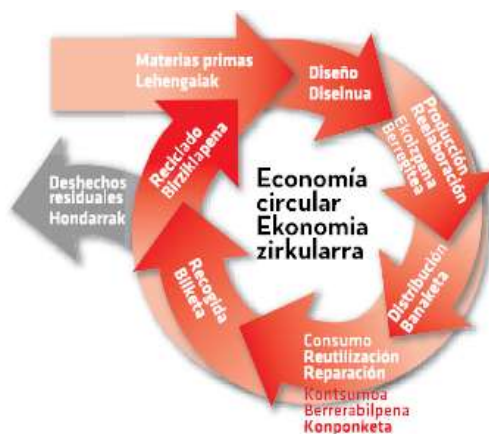 Materias primas
Lehengaiak
Diseño
Diseinua
Producción
Reelaboración
Ekoizpena
Berregitea
Distribución
Banaketa
Consumo
Reutilización
Reparación
Kontsumoa
Berrerabilpena
Konponketa
Recogida
Bilketa
Reciclado
Birziklapena
Deshechos
residuales
Hondarrak
Economía
circular
Ekonomia
zirkularra